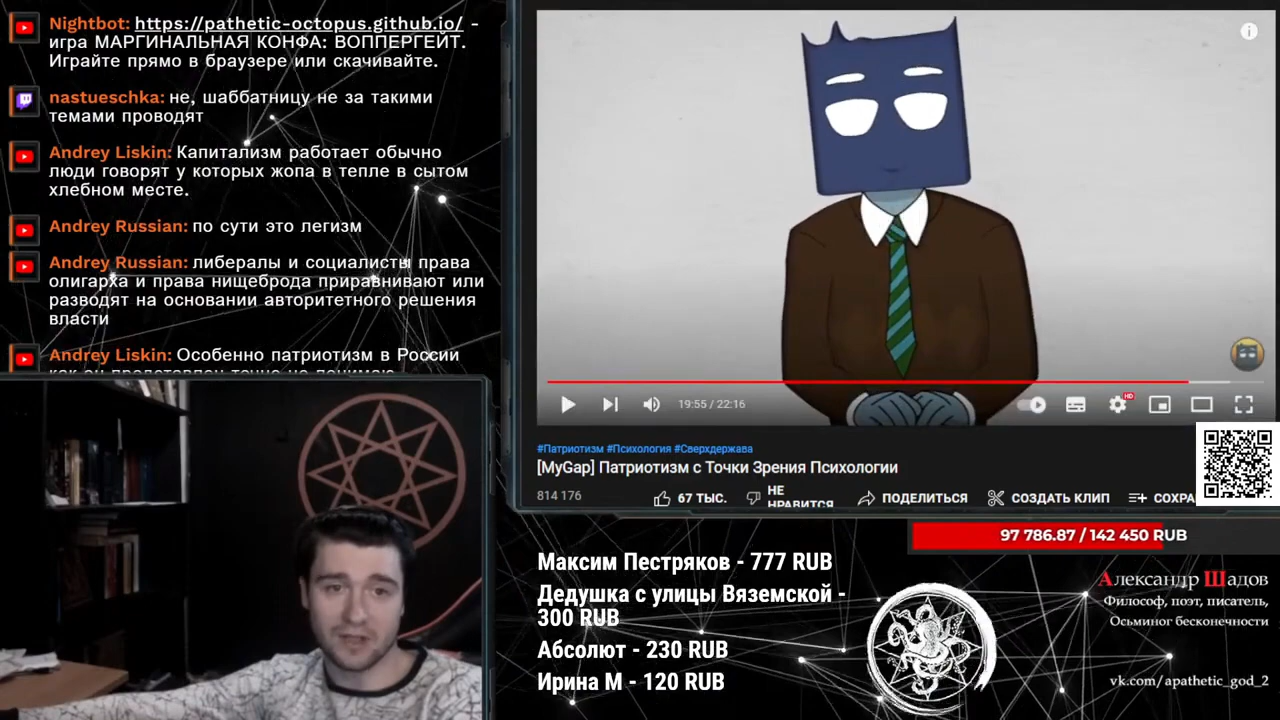 Nightbot: https://pathetic-octopus.github.io/ -
игра МАРГИНАЛЬНАЯ КОНФА: ВОППЕРГЕЙТ.
Играйте прямо в браузере или скачивайте.
nastueschka: не, шаббатницу не за такими
темами проводят
Andrey Liskin: Капитализм работает обычно
люди говорят у которых жопа в тепле в сытом
хлебном месте.
Andrey Russian: по сути это легизм
Andrey Russian: либералы и социалисты права
олигарха и права нищеброда приравнивают или
разводят на основании авторитетного решения
власти
Andrey Liskin: Особенно патриотизм в России
19:55 / 22:16
HD
#Патриотизм #Психология #Сверхдержава
[MyGap] Патриотизм с Точки Зрения Психологии
814 176
67 ТЫС.
НЕ
НРАВИТСЯ
ПОДЕЛИТЬСЯ
СОЗДАТЬ КЛИП
СОХРА
97 786.87 / 142 450 RUB
Максим Пестряков - 777 RUB
Дедушка с улицы Вяземской -
300 RUB
Абсолют - 230 RUB
Ирина М - 120 RUB
Александр Шадов
Философ, поэт, писатель,
Осьминог бесконечности
vk.com/apathetic_god_2